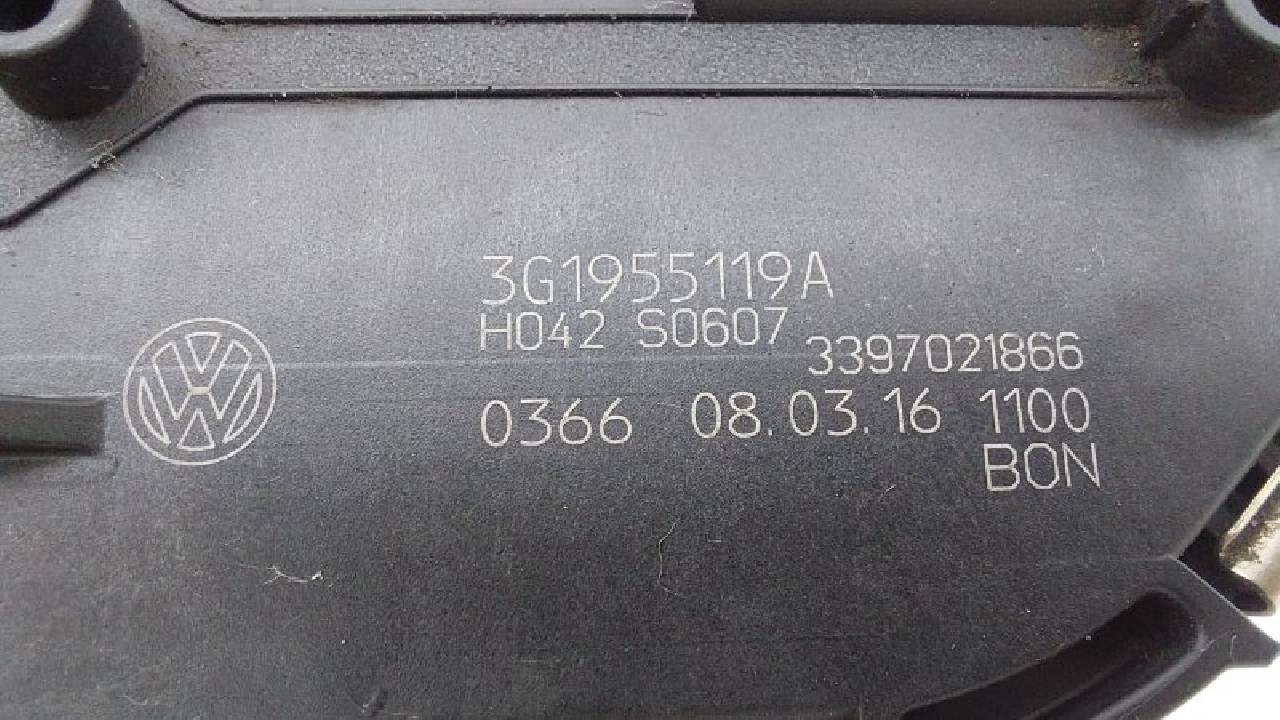 3G1955119A
H042 S0607
3397021866
0366 08.03.16 1100
BON